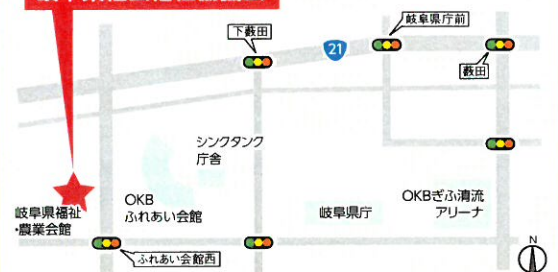 岐阜県庁前
下薮田
21
薮田
シンクタンク
庁舎
岐阜県福祉
・農業会館
OKB
ふれあい会館
岐阜県庁
OKBぎふ清流
アリーナ
ふれあい会館西
N